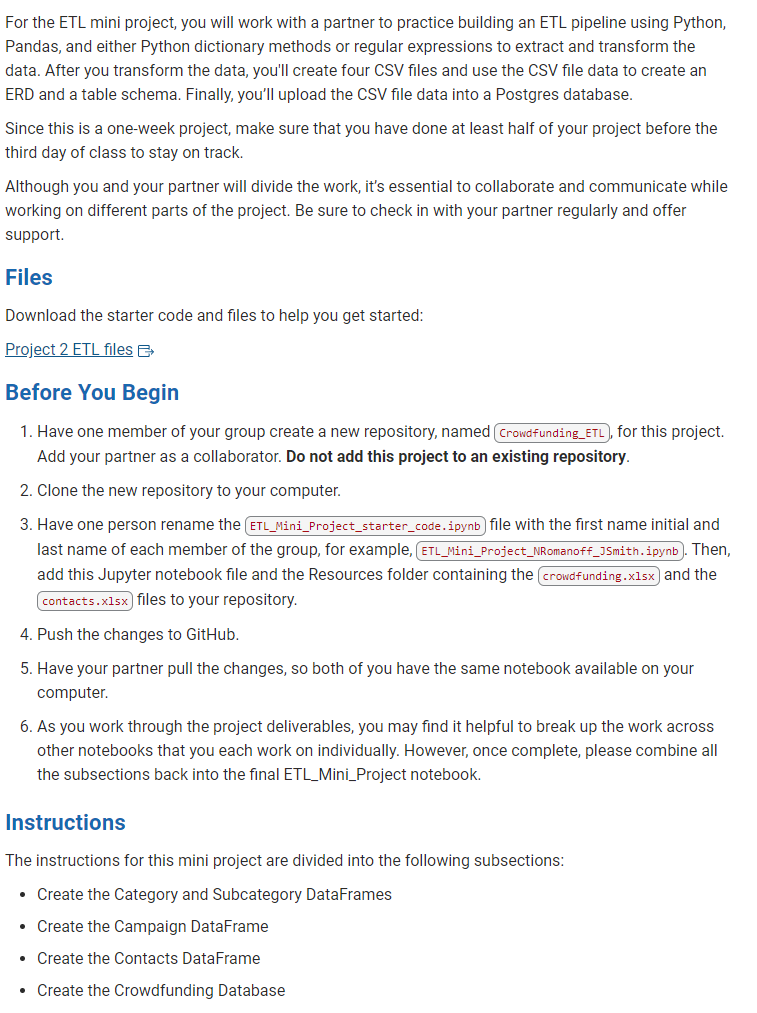 For the ETL mini project, you will work with a partner to practice building an ETL pipeline using Python,
Pandas, and either Python dictionary methods or regular expressions to extract and transform the
data. After you transform the data, you'll create four CSV files and use the CSV file data to create an
ERD and a table schema. Finally, you’ll upload the CSV file data into a Postgres database.
Since this is a one-week project, make sure that you have done at least half of your project before the
third day of class to stay on track.
Although you and your partner will divide the work, it’s essential to collaborate and communicate while
working on different parts of the project. Be sure to check in with your partner regularly and offer
support.
Files
Download the starter code and files to help you get started:
Project 2 ETL files
Before You Begin
1. Have one member of your group create a new repository, named Crowdfunding_ETL, for this project.
Add your partner as a collaborator. Do not add this project to an existing repository.
2. Clone the new repository to your computer.
3. Have one person rename the ETL_Mini_Project_starter_code.ipynb file with the first name initial and
last name of each member of the group, for example, ETL_Mini_Project_NRomanoff_JSmith.ipynb. Then,
add this Jupyter notebook file and the Resources folder containing the crowdfunding.xlsx and the
contacts.xlsx files to your repository.
4. Push the changes to GitHub.
5. Have your partner pull the changes, so both of you have the same notebook available on your
computer.
6. As you work through the project deliverables, you may find it helpful to break up the work across
other notebooks that you each work on individually. However, once complete, please combine all
the subsections back into the final ETL_Mini_Project notebook.
Instructions
The instructions for this mini project are divided into the following subsections:
• Create the Category and Subcategory DataFrames
• Create the Campaign DataFrame
• Create the Contacts DataFrame
• Create the Crowdfunding Database